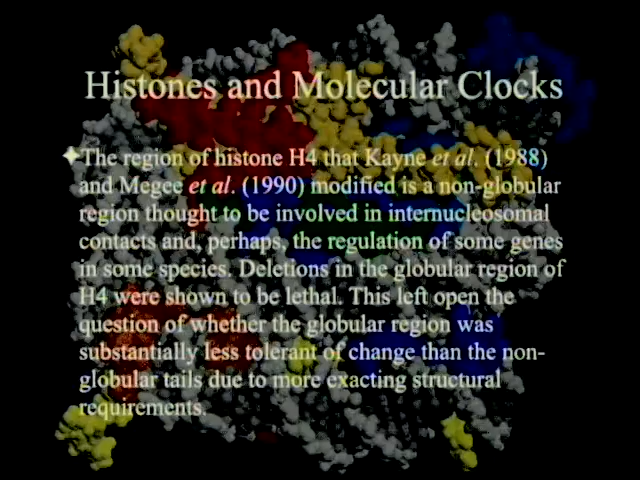 Histones and Molecular Clocks
The region of histone H4 that Kayne et al. (1988)
and Megee et al. (1990) modified is a non-globular
region thought to be involved in internucleosomal
contacts and, perhaps, the regulation of some genes
in some species. Deletions in the globular region of
H4 were shown to be lethal. This left open the
question of whether the globular region was
substantially less tolerant of change than the non-
globular tails due to more exacting structural
requirements.